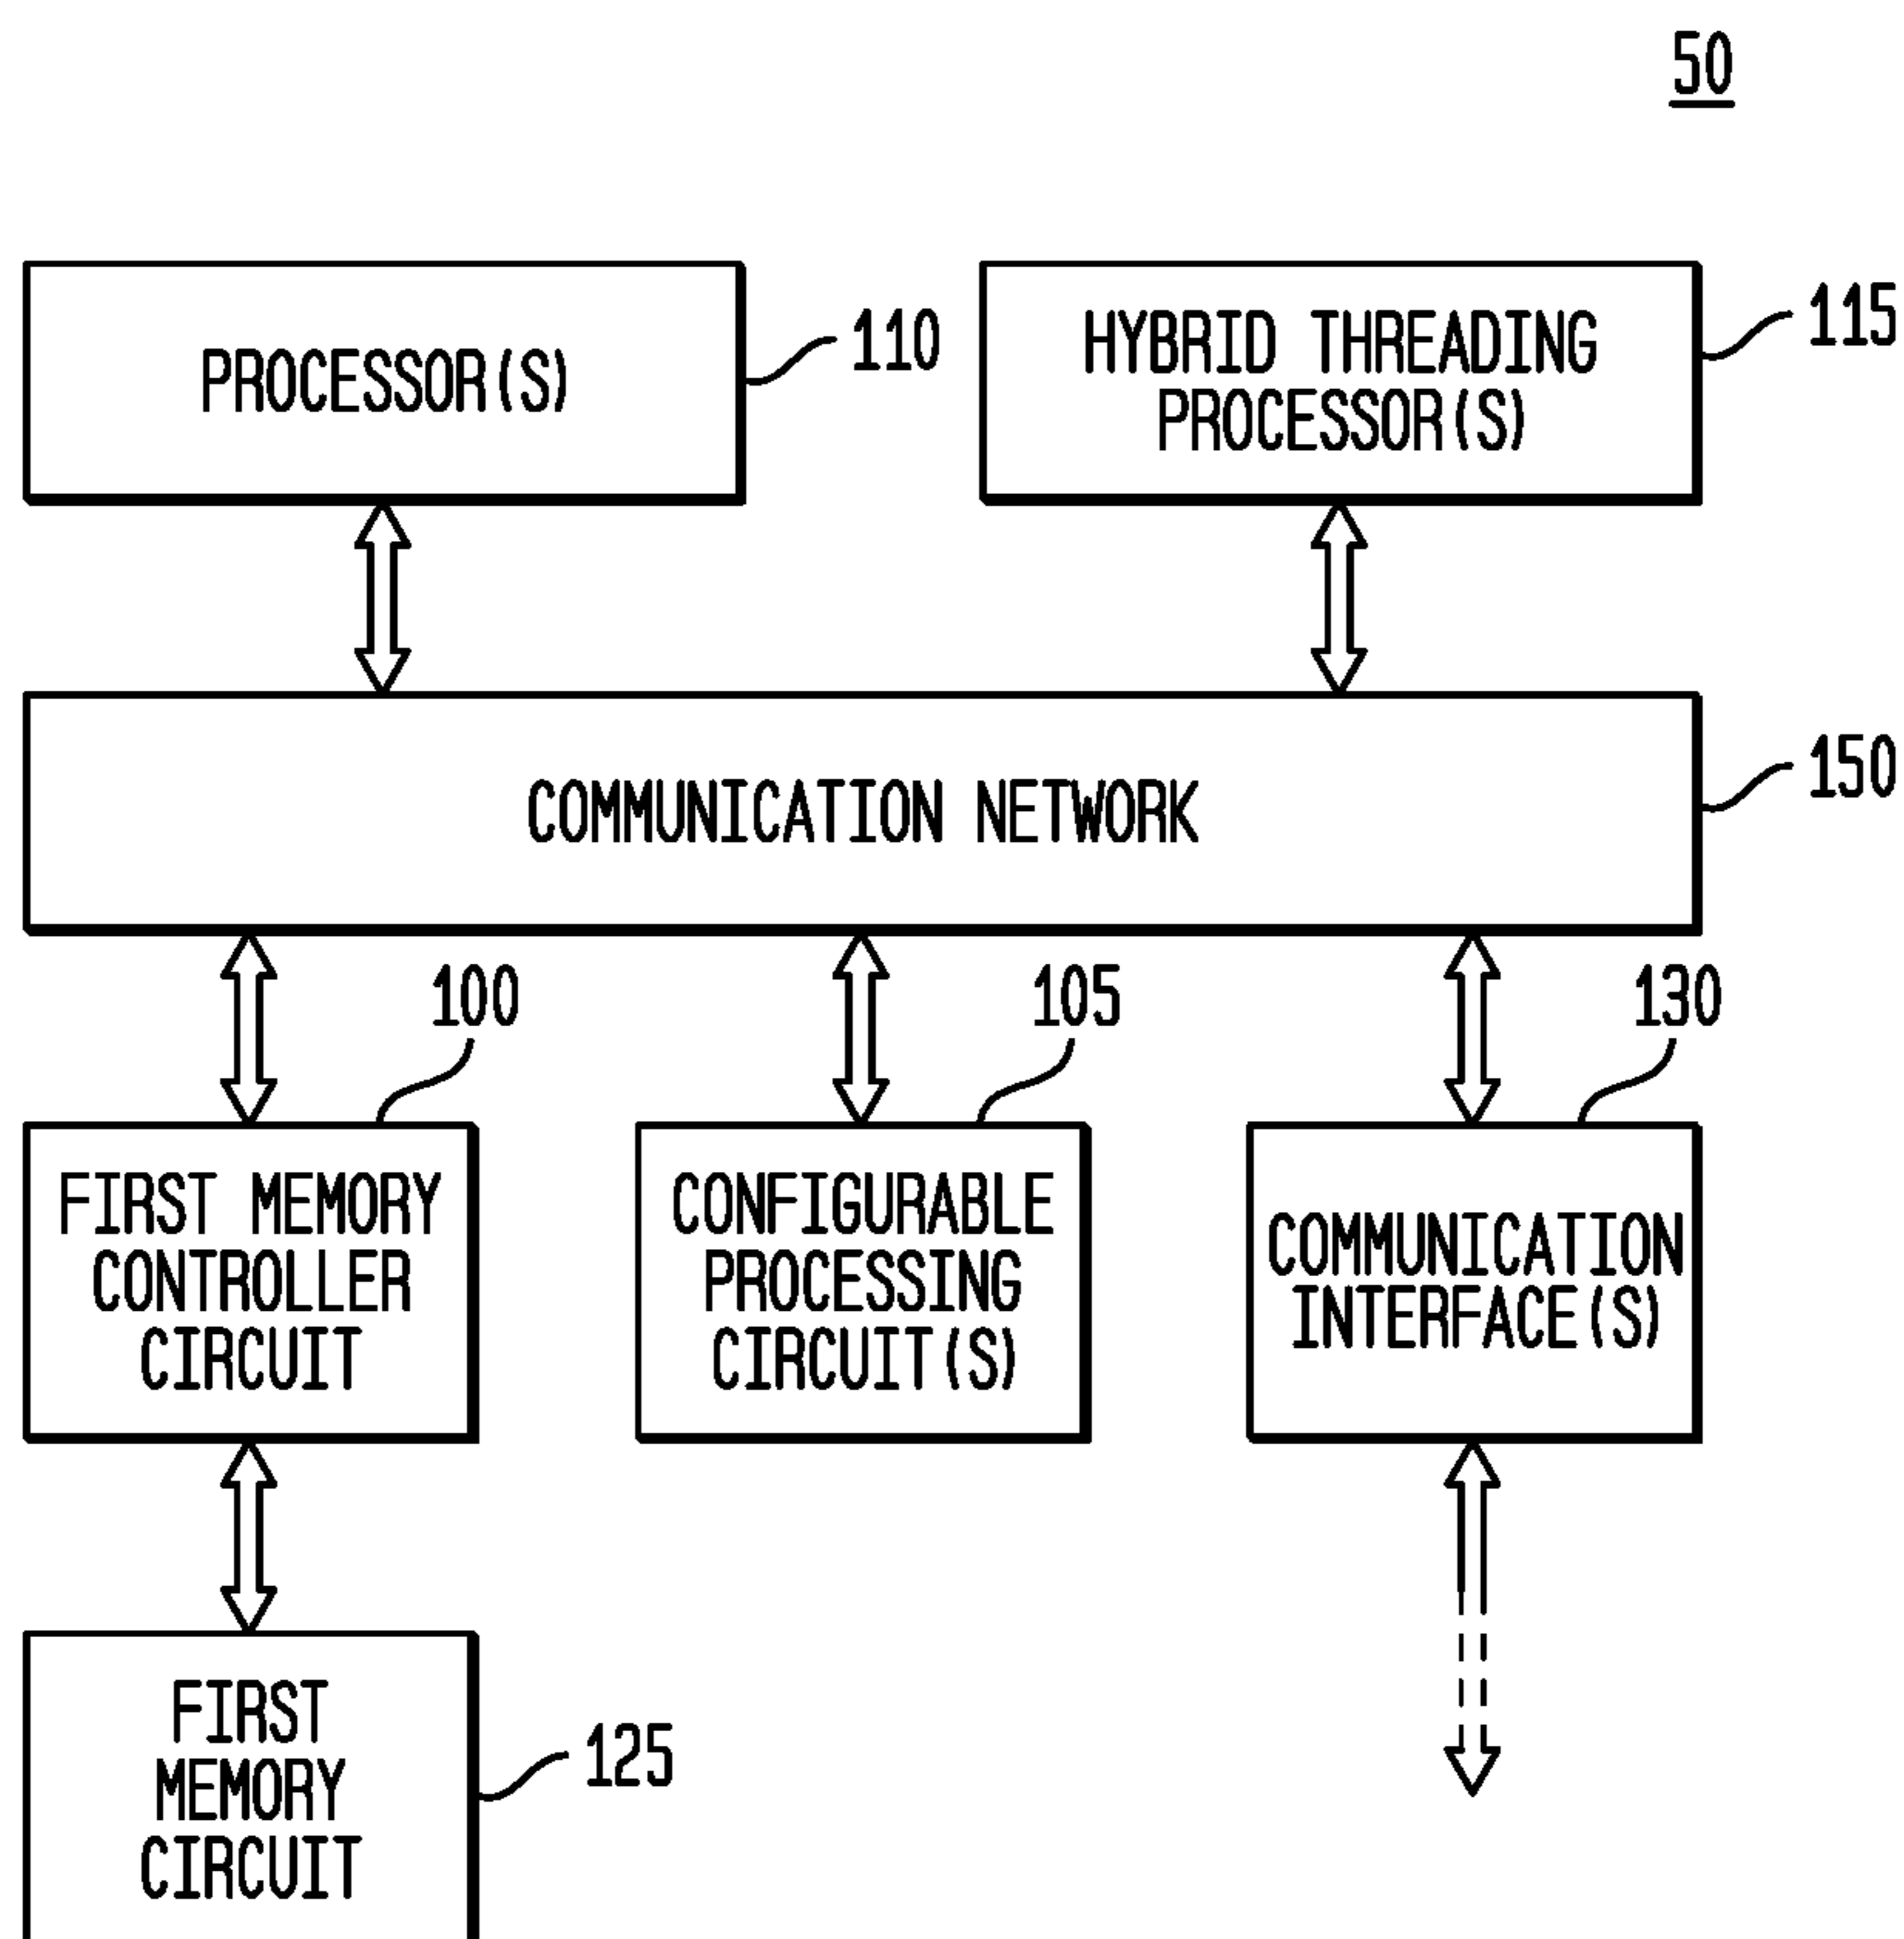 50
PROCESSOR(S)
110
HYBRID THREADING
PROCESSOR(S)
115
COMMUNICATION NETWORK
150
100
105
130
FIRST MEMORY
CONTROLLER
CIRCUIT
CONFIGURABLE
PROCESSING
CIRCUIT(S)
COMMUNICATION
INTERFACE(S)
FIRST
MEMORY
CIRCUIT
125